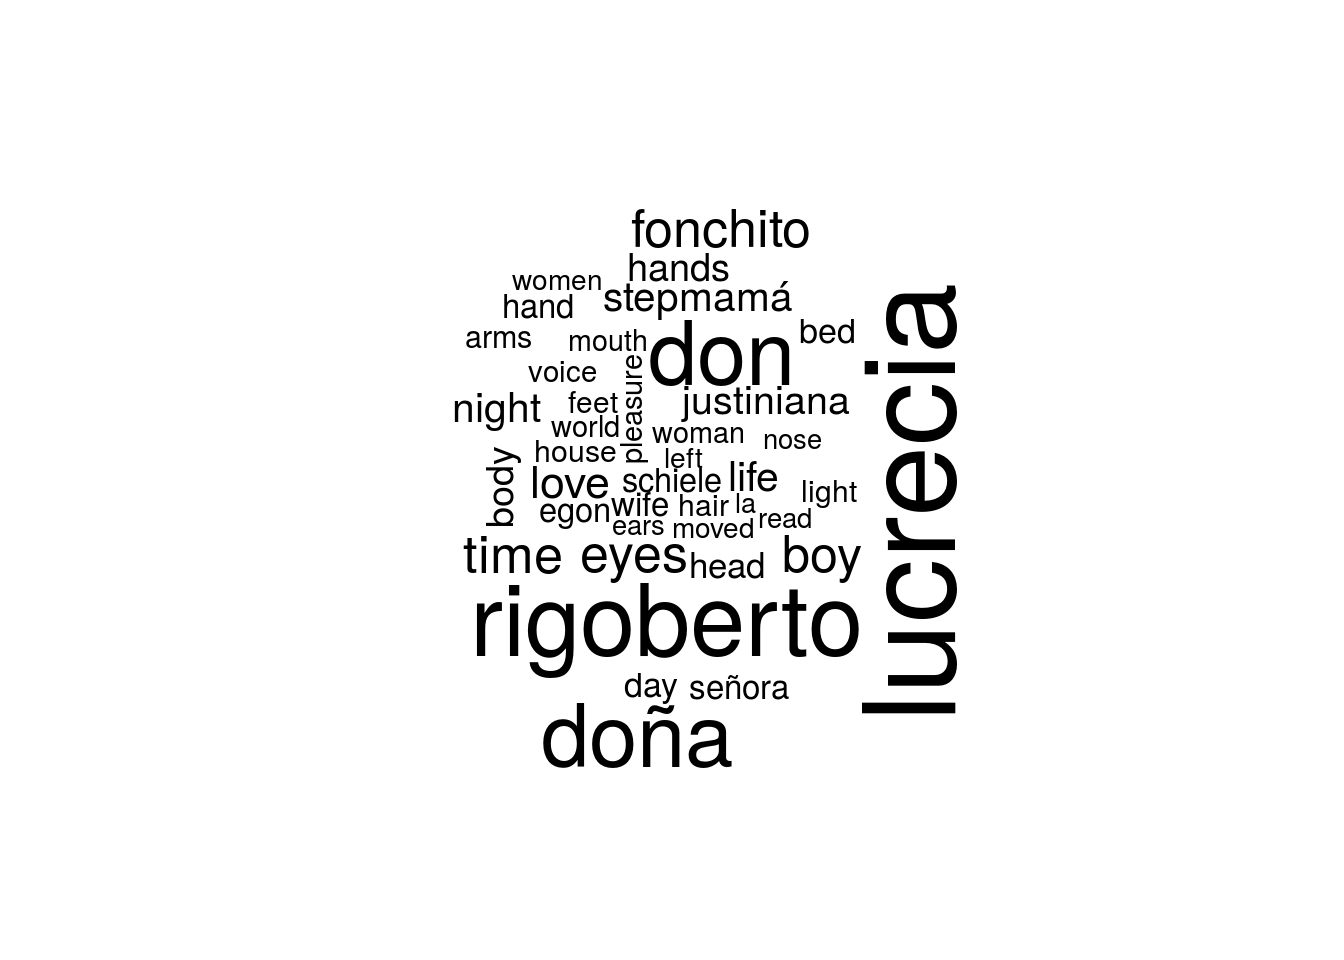 fonchito
hands
women
stepmamá
hand
don
bed
arms
mouth
voice
pleasure
justiniana
night
feet
world
woman
nose
house
left
body
love
schiele
life
light
egon
wife
hair
la
read
ears
moved
time
eyes
head
boy
lucrecia
rigoberto
day
señora
doña